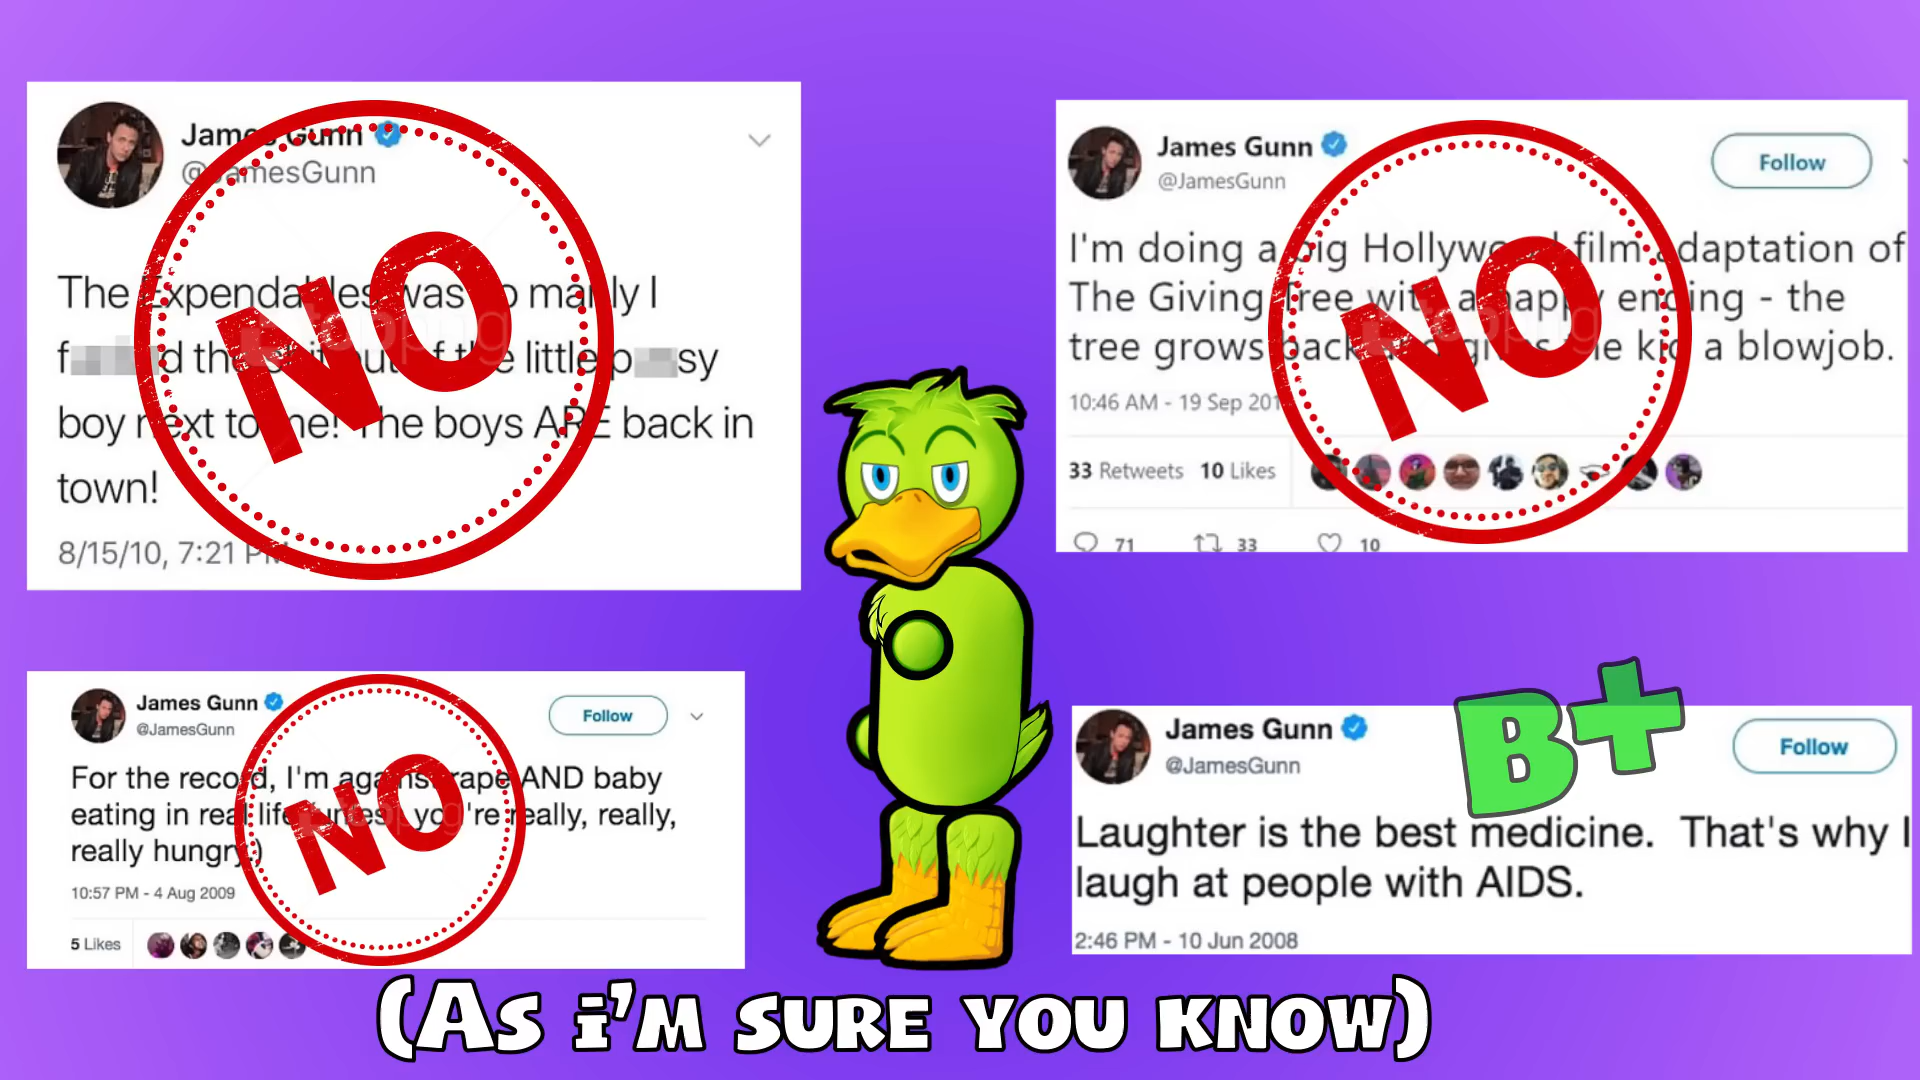 James Gunn
@JamesGunn
The Expendables was so manly I
f d the shit out of the little p sy
boy next to me! The boys ARE back in
town!
8/15/10, 7:21 PM
NO
James Gunn
@JamesGunn
Follow
I'm doing a big Hollywood film adaptation of
The Giving Tree with a happy ending - the
tree grows back and gives the kid a blowjob.
10:46 AM - 19 Sep
33 Retweets 10 Likes
71 33 10
NO
James Gunn
@JamesGunn
Follow
For the record, I'm against rape AND baby
eating in real life (unless you're really, really,
really hungry.)
10:57 PM - 4 Aug 2009
5 Likes
NO
James Gunn
@JamesGunn
Follow
B+
Laughter is the best medicine. That's why I
laugh at people with AIDS.
2:46 PM - 10 Jun 2008
(As i'm sure you know)